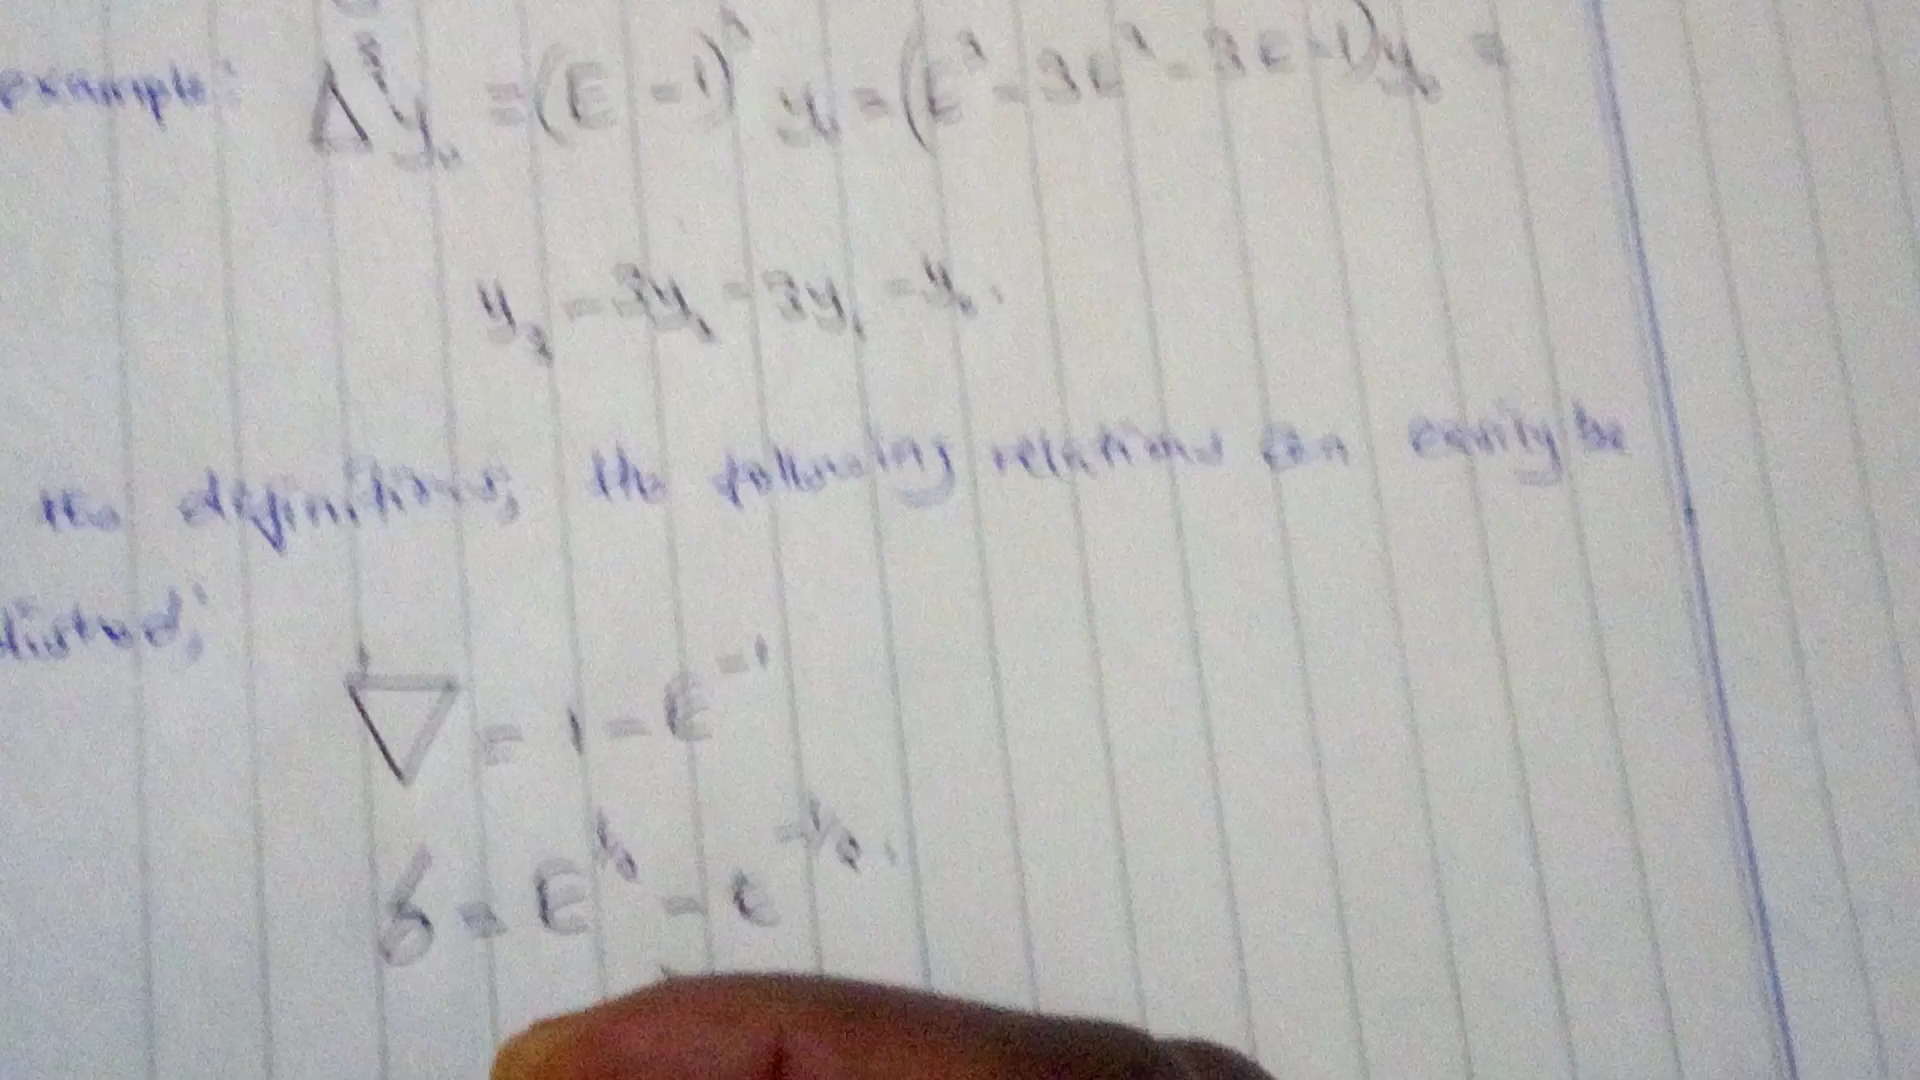 example: Δ³y₀ = (E - 1)³ y₀ = (E³ - 3E² - 3E - 1)y₀ =
y₃ - 3y₂ - 3y₁ - y₀.
the definitions, the following relations can easily be
lished;
∇ = 1 - E⁻¹
δ = E^½ - E^-½.